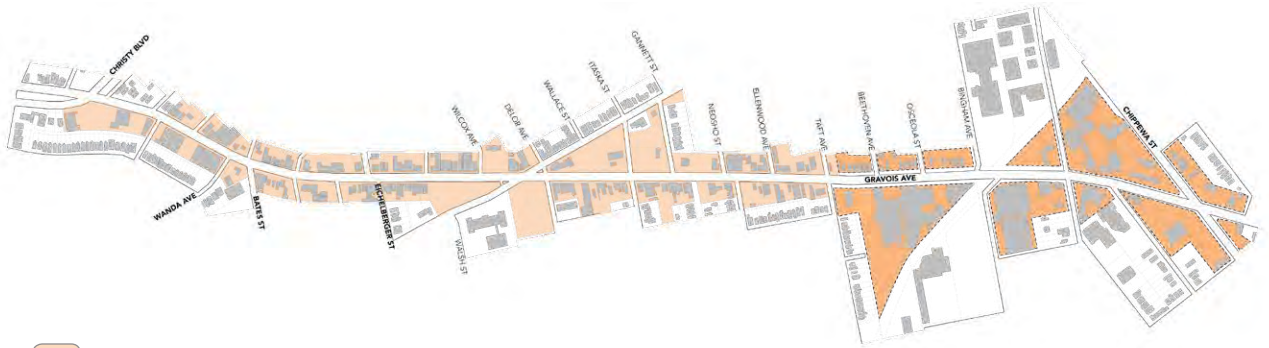 CHRISTY BLVD
WANDA AVE
BATES ST
EICHELBERGER ST
WILCOX AVE
WALSH ST
DELOR AVE
WALLACE ST
ITASKA ST
GANNETT ST
NEOSHO ST
ELLENWOOD AVE
TAFT AVE
BEETHOVEN AVE
OSCEOLA ST
GRAVOIS AVE
BINGHAM AVE
CHIPPEWA ST